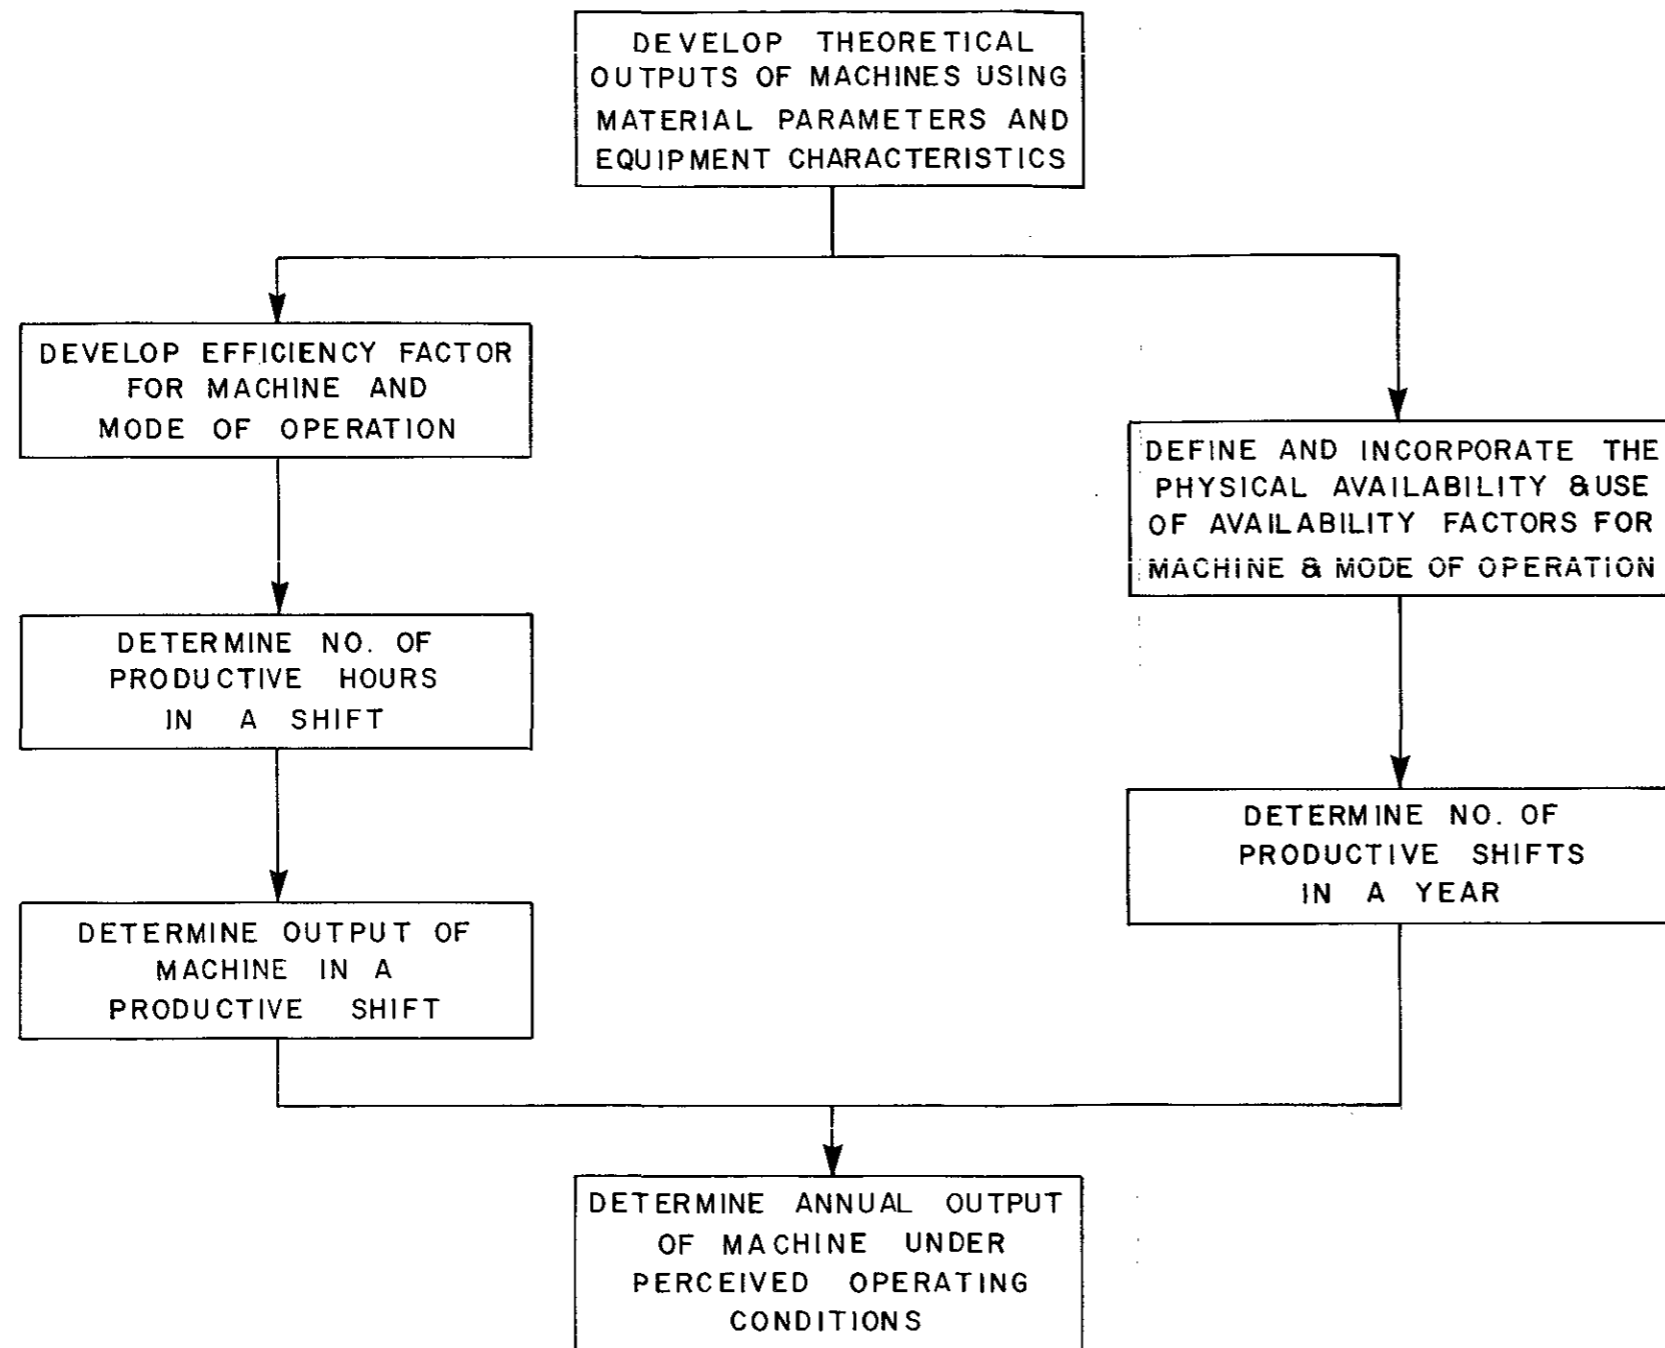 DEVELOP THEORETICAL
OUTPUTS OF MACHINES USING
MATERIAL PARAMETERS AND
EQUIPMENT CHARACTERISTICS
DEVELOP EFFICIENCY FACTOR
FOR MACHINE AND
MODE OF OPERATION
DETERMINE NO. OF
PRODUCTIVE HOURS
IN A SHIFT
DETERMINE OUTPUT OF
MACHINE IN A
PRODUCTIVE SHIFT
DEFINE AND INCORPORATE THE
PHYSICAL AVAILABILITY & USE
OF AVAILABILITY FACTORS FOR
MACHINE & MODE OF OPERATION
DETERMINE NO. OF
PRODUCTIVE SHIFTS
IN A YEAR
DETERMINE ANNUAL OUTPUT
OF MACHINE UNDER
PERCEIVED OPERATING
CONDITIONS